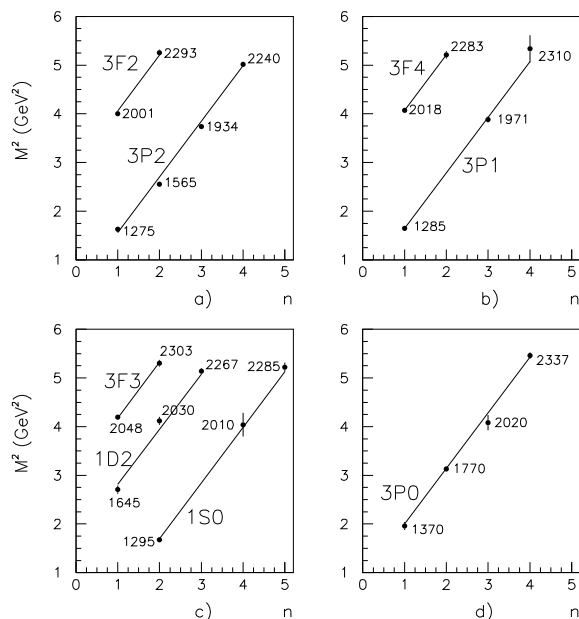 M² (GeV²)
6
5
4
3
2
1
3F2
2293
2240
2001
1934
3P2
1565
1275
0 1 2 3 4 5
a) n
6
5
4
3
2
1
3F4
2283
2310
2018
1971
3P1
1285
0 1 2 3 4 5
b) n
M² (GeV²)
6
5
4
3
2
1
2303
2267
2285
3F3
2048
2030
2010
1D2
1645
1S0
1295
0 1 2 3 4 5
c) n
6
5
4
3
2
1
2337
2020
1770
3P0
1370
0 1 2 3 4 5
d) n